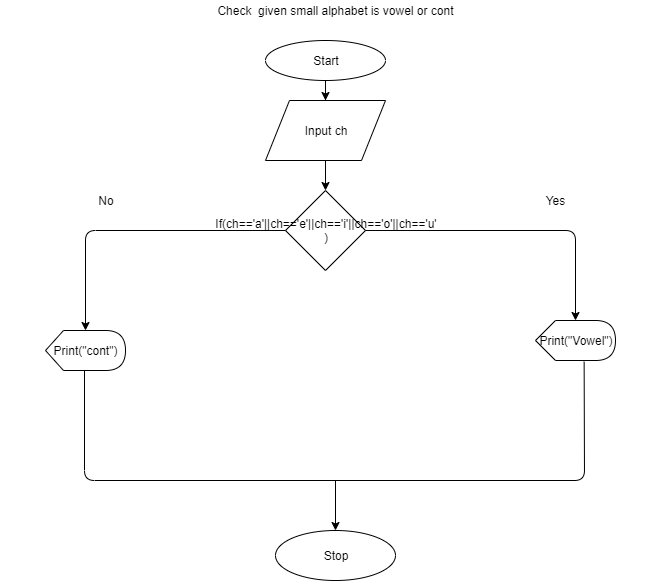 Check  given small alphabet is vowel or cont
Start
Input ch
No
Yes
If(ch=='a'||ch=='e'||ch=='i'||ch=='o'||ch=='u'
)
Print("cont")
Print("Vowel")
Stop